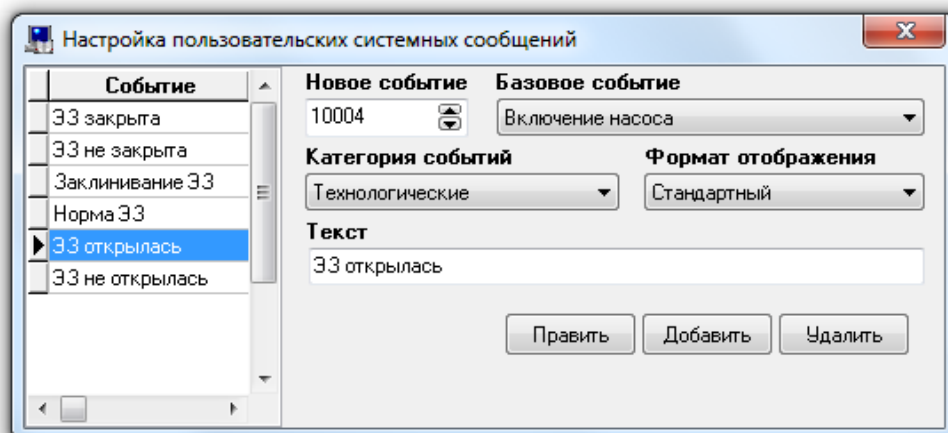 Настройка пользовательских системных сообщений
Событие
ЭЗ закрыта
ЭЗ не закрыта
Заклинивание ЭЗ
Норма ЭЗ
ЭЗ открылась
ЭЗ не открылась
Новое событие Базовое событие
10004 Включение насоса
Категория событий Формат отображения
Технологические Стандартный
Текст
ЭЗ открылась
Править Добавить Удалить